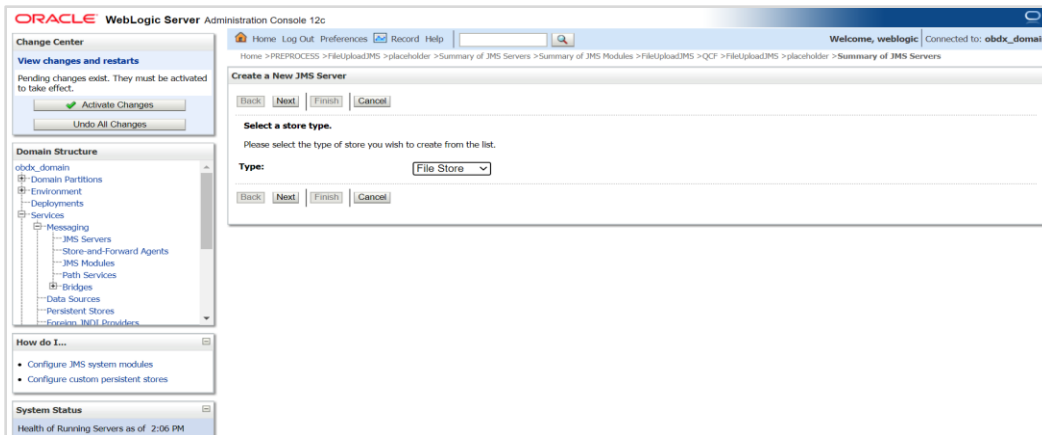 ORACLE WebLogic Server Administration Console 12c
Change Center
View changes and restarts
Pending changes exist. They must be activated
to take effect.
Activate Changes
Undo All Changes
Domain Structure
obdx_domain
Domain Partitions
Environment
Deployments
Services
Messaging
JMS Servers
Store-and-Forward Agents
JMS Modules
Path Services
Bridges
Data Sources
Persistent Stores
Foreign JNDI Providers
How do I...
Configure JMS system modules
Configure custom persistent stores
System Status
Health of Running Servers as of 2:06 PM
Home Log Out Preferences Record Help
Welcome, weblogic Connected to: obdx_domai
Home >PREPROCESS >FileUploadJMS >placeholder >Summary of JMS Servers >Summary of JMS Modules >FileUploadJMS >QCF >FileUploadJMS >placeholder >Summary of JMS Servers
Create a New JMS Server
Back Next Finish Cancel
Select a store type.
Please select the type of store you wish to create from the list.
Type: File Store
Back Next Finish Cancel